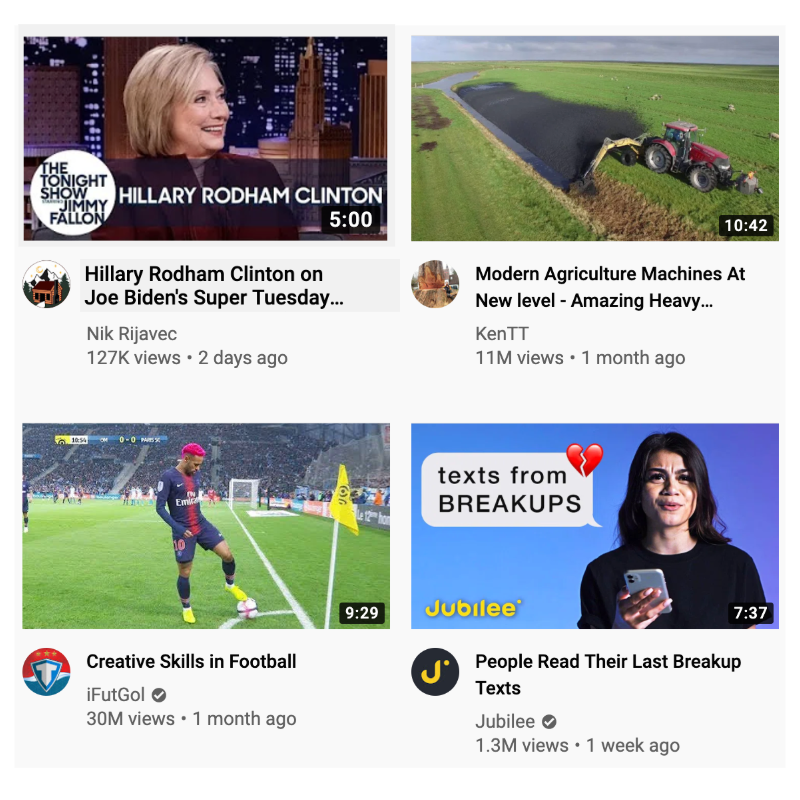 THE
TONIGHT
SHOW
STARRING JIMMY
FALLON
HILLARY RODHAM CLINTON
5:00
10:42
Hillary Rodham Clinton on
Joe Biden's Super Tuesday...
Nik Rijavec
127K views • 2 days ago
Modern Agriculture Machines At
New level - Amazing Heavy...
KenTT
11M views • 1 month ago
10:54 OM 0 - 0 PARIS SG
Fly
Emirates
10
9:29
texts from
BREAKUPS
Jubilee
7:37
Creative Skills in Football
iFutGol
30M views • 1 month ago
People Read Their Last Breakup
Texts
Jubilee
1.3M views • 1 week ago